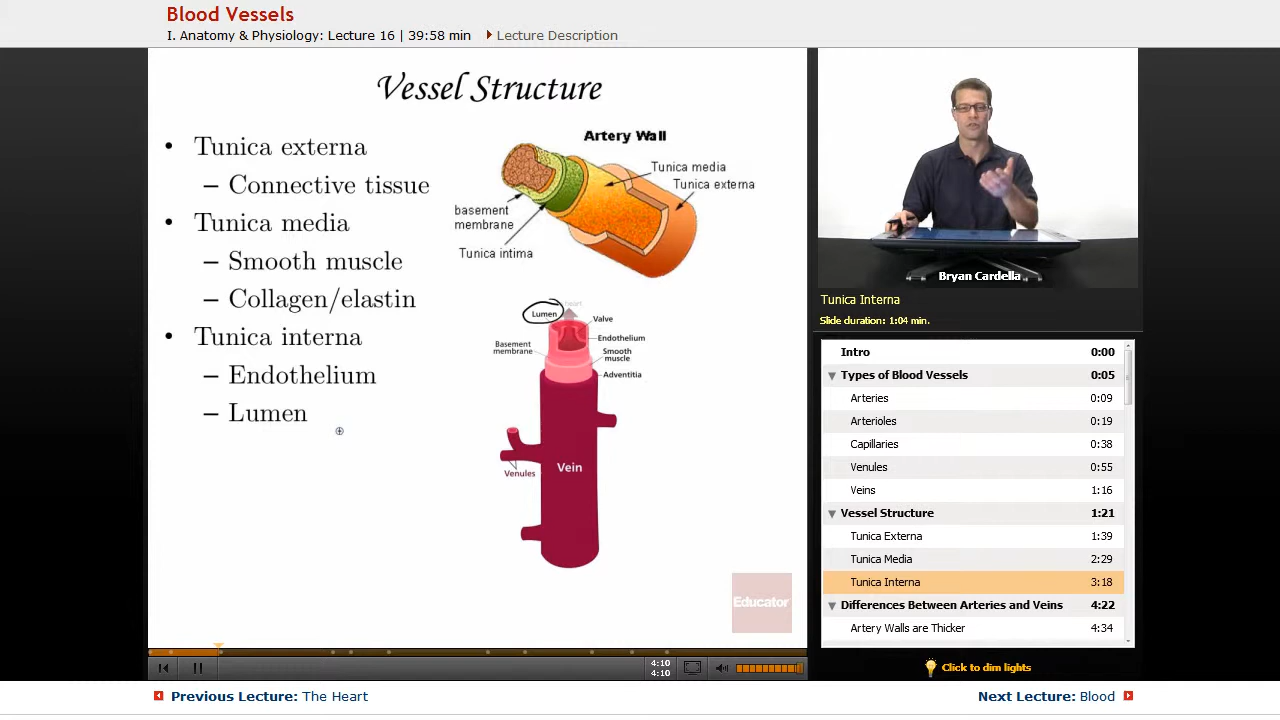 Blood Vessels
I. Anatomy & Physiology: Lecture 16 | 39:58 min
Lecture Description
Vessel Structure
• Tunica externa
– Connective tissue
• Tunica media
– Smooth muscle
– Collagen/elastin
• Tunica interna
– Endothelium
– Lumen
Artery Wall
Tunica media
Tunica externa
basement
membrane
Tunica intima
heart
Lumen
Valve
Endothelium
Basement
membrane
Smooth
muscle
Adventitia
Vein
Venules
Educator
Bryan Cardella
Tunica Interna
Slide duration: 1:04 min.
Intro 0:00
Types of Blood Vessels 0:05
Arteries 0:09
Arterioles 0:19
Capillaries 0:38
Venules 0:55
Veins 1:16
Vessel Structure 1:21
Tunica Externa 1:39
Tunica Media 2:29
Tunica Interna 3:18
Differences Between Arteries and Veins 4:22
Artery Walls are Thicker 4:34
4:10
4:10
Click to dim lights
Previous Lecture: The Heart
Next Lecture: Blood